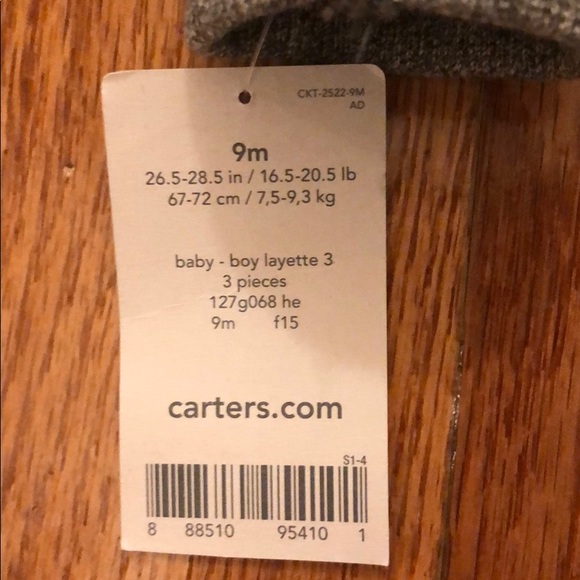 CKT-2522-9M
AD
9m
26.5-28.5 in / 16.5-20.5 lb
67-72 cm / 7,5-9,3 kg
baby - boy layette 3
3 pieces
127g068 he
9m f15
carters.com
S1-4
8 88510 95410 1